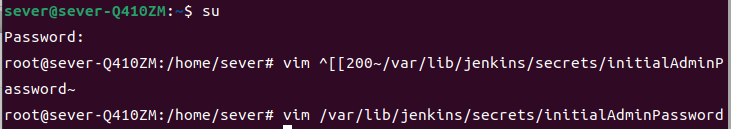 sever@sever-Q410ZM:~$ su
Password:
root@sever-Q410ZM:/home/sever# vim ^[[200~/var/lib/jenkins/secrets/initialAdminP
assword~
root@sever-Q410ZM:/home/sever# vim /var/lib/jenkins/secrets/initialAdminPassword